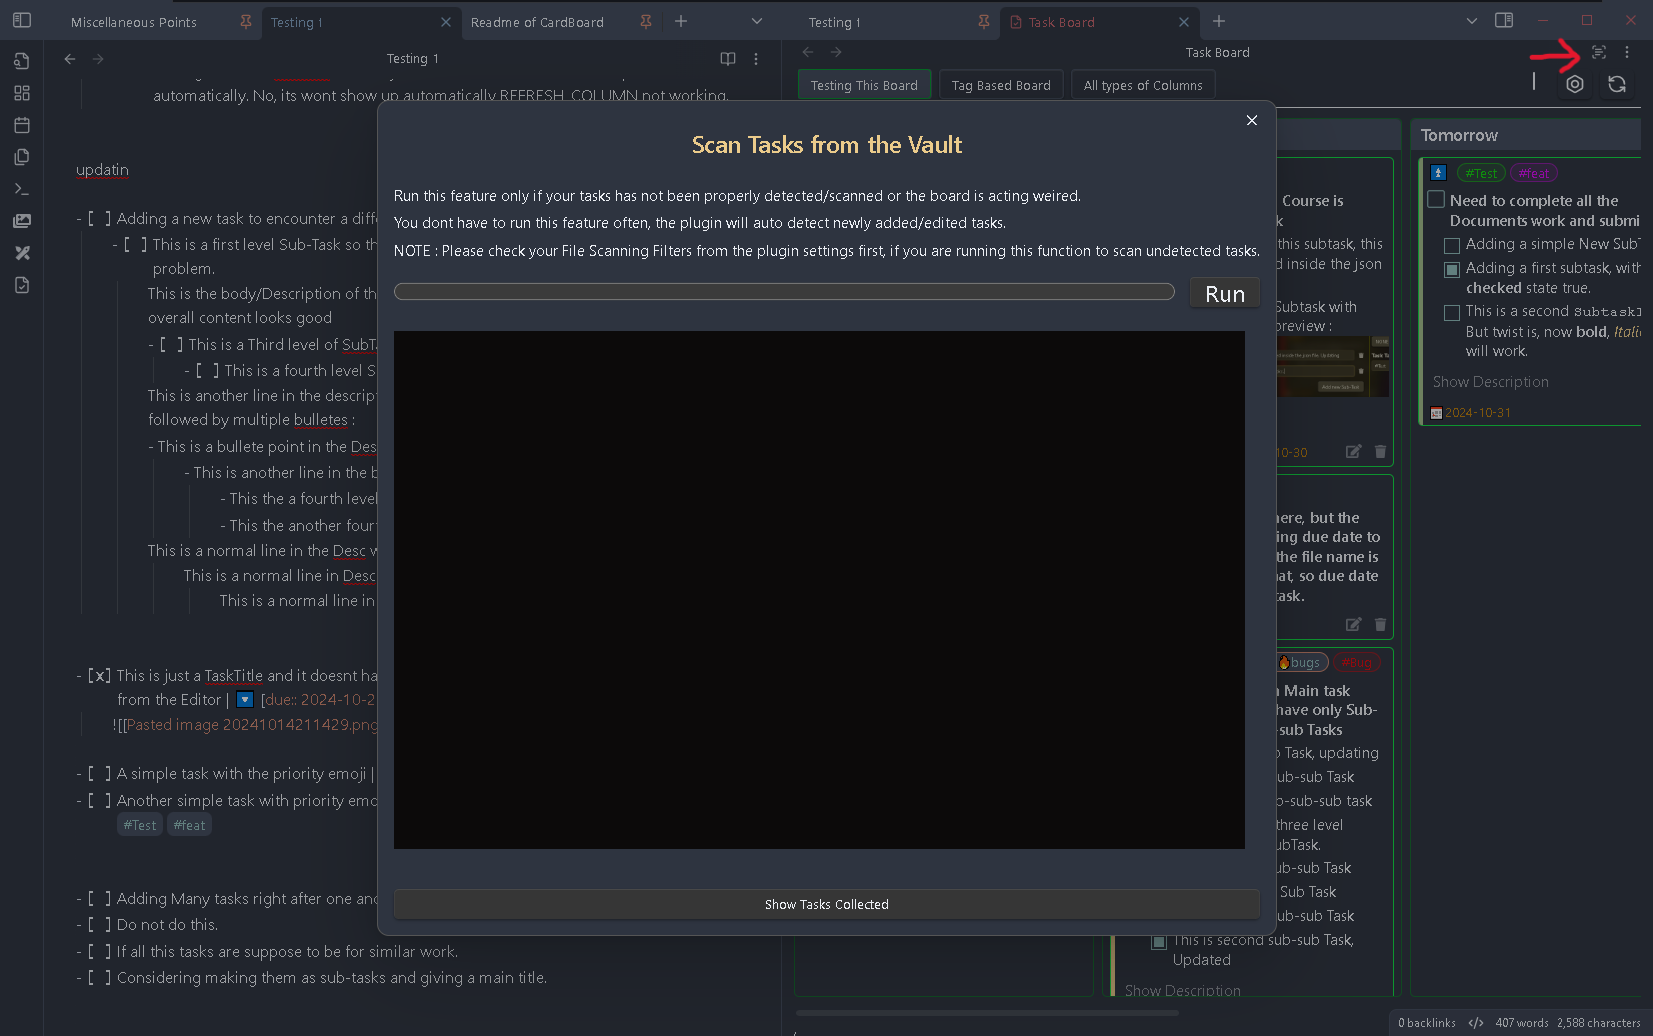 Miscellaneous Points
Testing 1
Readme of CardBoard
Testing 1
Task Board
Testing 1
Task Board
automatically. No, its wont show up automatically REFRESH_COLUMN not working.
Testing This Board
Tag Based Board
All types of Columns
updatin
- [ ] Adding a new task to encounter a diff
- [ ] This is a first level Sub-Task so th
problem.
This is the body/Description of th
overall content looks good
- [ ] This is a Third level of SubT
- [ ] This is a fourth level S
This is another line in the descript
followed by multiple bulletes :
- This is a bullete point in the Des
- This is another line in the b
- This the a fourth level
- This the another four
This is a normal line in the Desc w
This is a normal line in Desc
This is a normal line in
- [x] This is just a TaskTitle and it doesnt ha
from the Editor | [due:: 2024-10-2
![[Pasted image 20241014211429.png
- [ ] A simple task with the priority emoji |
- [ ] Another simple task with priority emo
#Test #feat
- [ ] Adding Many tasks right after one and
- [ ] Do not do this.
- [ ] If all this tasks are suppose to be for similar work.
- [ ] Considering making them as sub-tasks and giving a main title.
Scan Tasks from the Vault
Run this feature only if your tasks has not been properly detected/scanned or the board is acting weired.
You dont have to run this feature often, the plugin will auto detect newly added/edited tasks.
NOTE : Please check your File Scanning Filters from the plugin settings first, if you are running this function to scan undetected tasks.
Run
Show Tasks Collected
Course is
k
this subtask, this
d inside the json
Subtask with
preview :
10-30
here, but the
ing due date to
the file name is
at, so due date
ask.
bugs #Bug
Main task
have only Sub-
sub Tasks
Task, updating
ub-sub Task
b-sub-sub task
three level
ubTask.
ub-sub Task
Sub Task
ub-sub Task
This is second sub-sub Task,
Updated
Show Description
Tomorrow
#Test #feat
Need to complete all the
Documents work and submi
Adding a simple New SubT
Adding a first subtask, with
checked state true.
This is a second Subtask1
But twist is, now bold, Italic
will work.
Show Description
2024-10-31
0 backlinks
407 words
2,588 characters